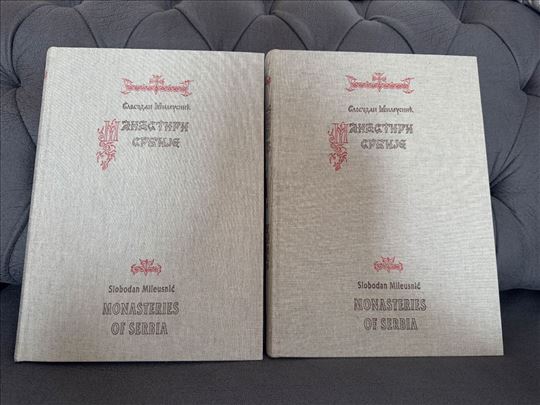 Слободан Милеуснић
МАНАСТИРИ
СРБИЈЕ
Slobodan Mileusnić
MONASTERIES
OF SERBIA
Слободан Милеуснић
МАНАСТИРИ
СРБИЈЕ
Slobodan Mileusnić
MONASTERIES
OF SERBIA